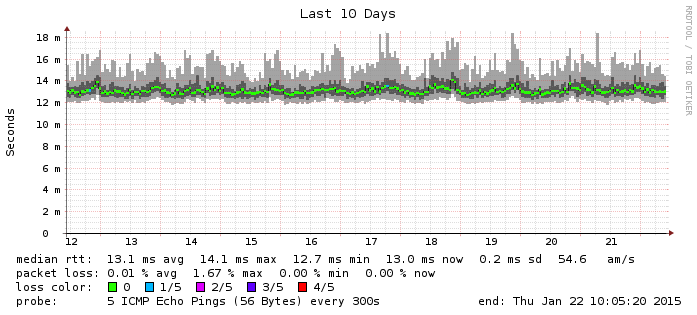 Last 10 Days
RRDTOOL / TOBI OETIKER
Seconds
18 m
16 m
14 m
12 m
10 m
8 m
6 m
4 m
2 m
0
12 13 14 15 16 17 18 19 20 21
median rtt: 13.1 ms avg 14.1 ms max 12.7 ms min 13.0 ms now 0.2 ms sd 54.6 am/s
packet loss: 0.01 % avg 1.67 % max 0.00 % min 0.00 % now
loss color: 0 1/5 2/5 3/5 4/5
probe: 5 ICMP Echo Pings (56 Bytes) every 300s end: Thu Jan 22 10:05:20 2015